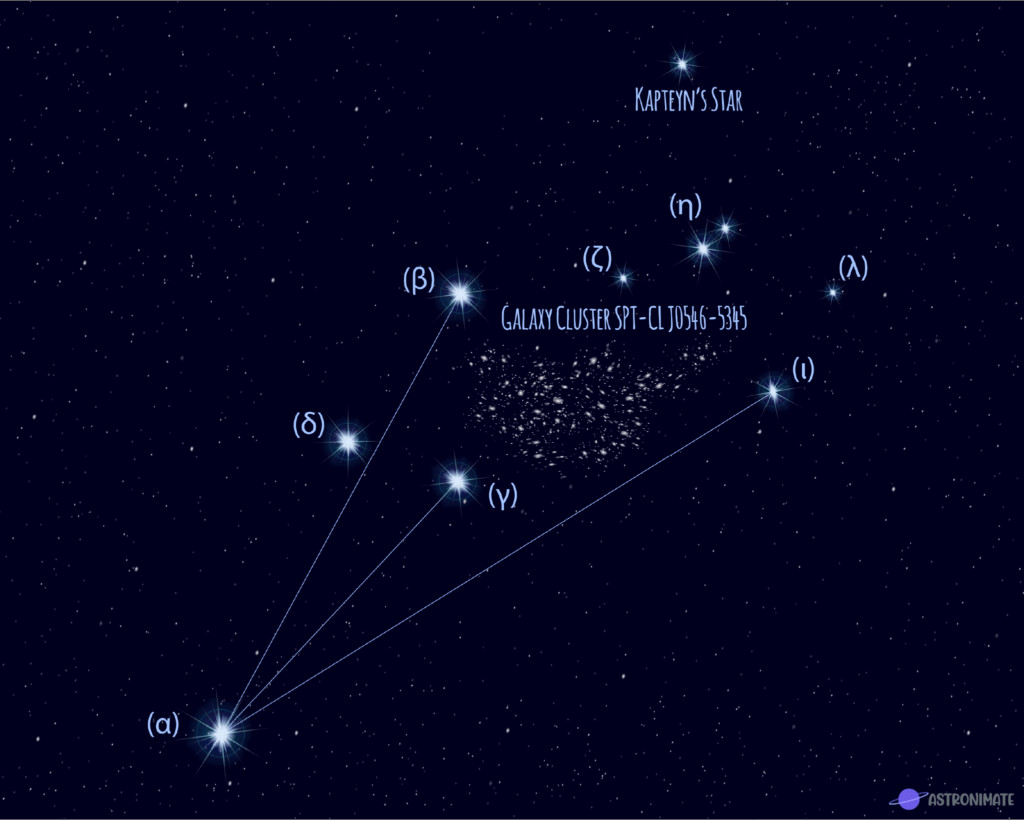 Kapteyn's Star
(η)
(ζ)
(λ)
(β)
Galaxy Cluster SPT-CL J0546-5345
(ι)
(δ)
(γ)
(α)
ASTRONIMATE